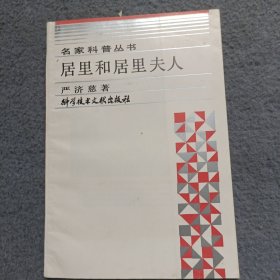 名家科普丛书
居里和居里夫人
严济慈著
科学技术文献出版社